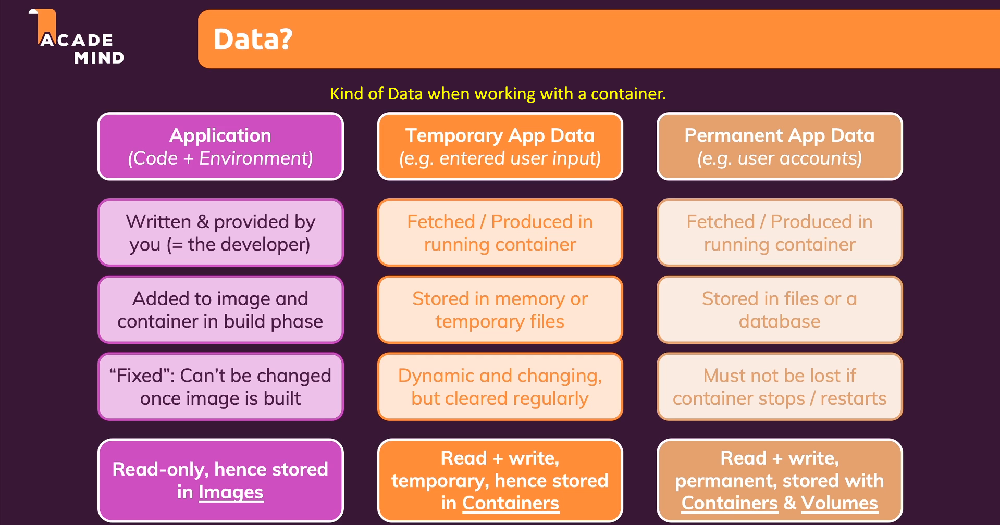 ACADE
MIND
Data?
Kind of Data when working with a container.
Application
(Code + Environment)
Written & provided by
you (= the developer)
Added to image and
container in build phase
“Fixed”: Can’t be changed
once image is built
Read-only, hence stored
in Images
Temporary App Data
(e.g. entered user input)
Fetched / Produced in
running container
Stored in memory or
temporary files
Dynamic and changing,
but cleared regularly
Read + write,
temporary, hence stored
in Containers
Permanent App Data
(e.g. user accounts)
Fetched / Produced in
running container
Stored in files or a
database
Must not be lost if
container stops / restarts
Read + write,
permanent, stored with
Containers & Volumes